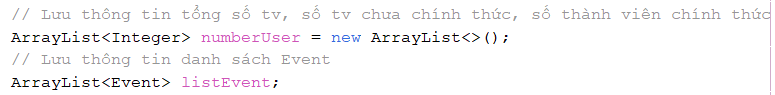 // Lưu thông tin tổng số tv, số tv chưa chính thức, số thành viên chính thức
ArrayList<Integer> numberUser = new ArrayList<>();
// Lưu thông tin danh sách Event
ArrayList<Event> listEvent;